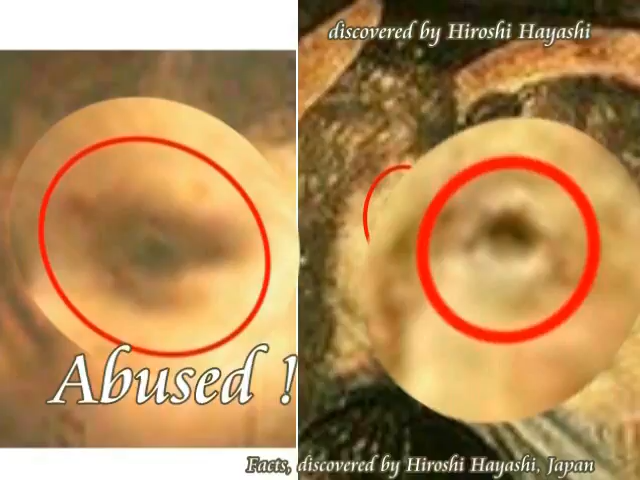 discovered by Hiroshi Hayashi
Abused !
Facts, discovered by Hiroshi Hayashi, Japan